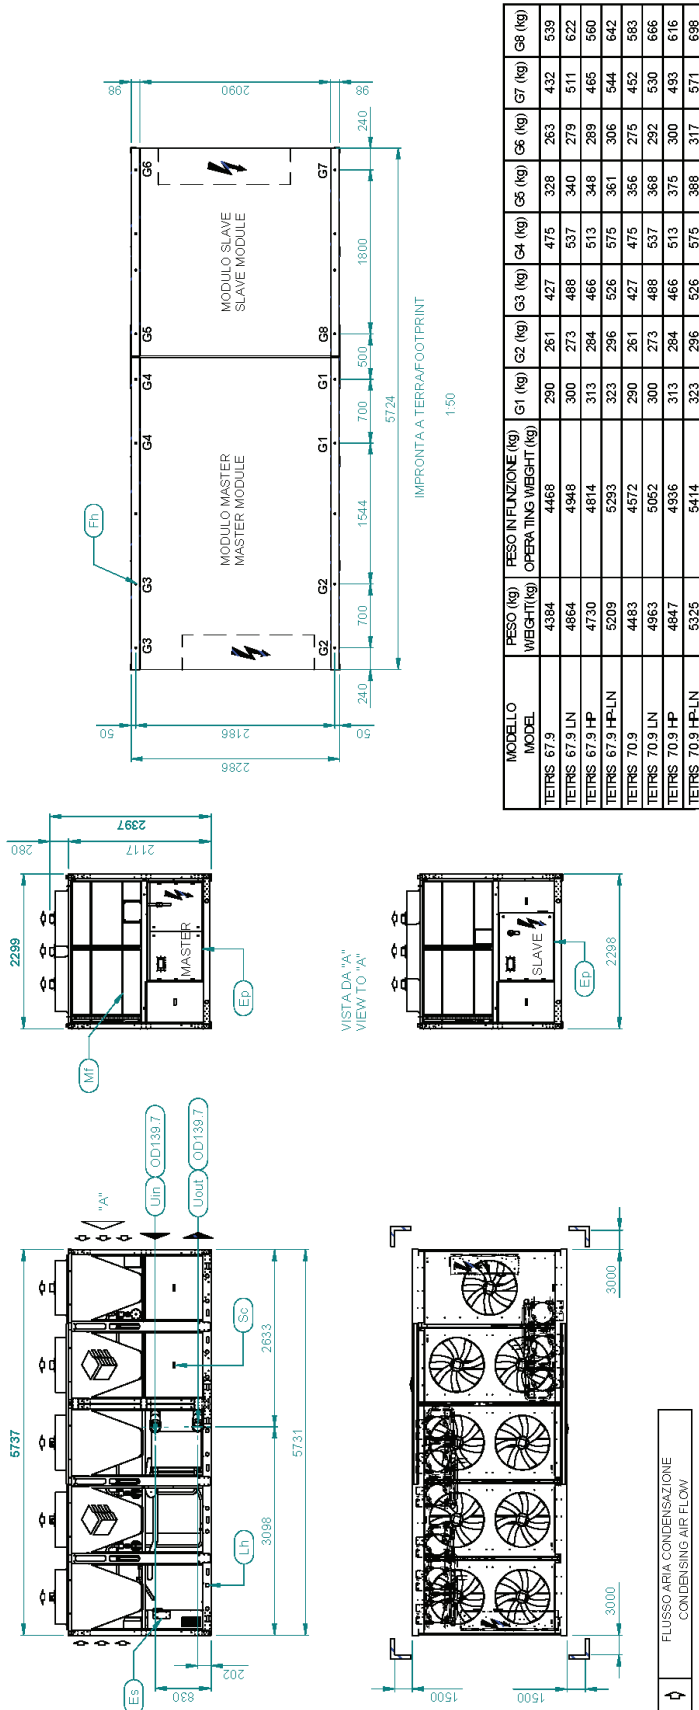 5737
"A"
Es
830
202
Lh
Sc
Uin OD139.7
Uout OD139.7
3098
2633
5731
Mf
2299
280
2117
2397
MASTER
Ep
VISTA DA "A"
VIEW TO "A"
SLAVE
Ep
2298
1500
1500
3000
3000
FLUSSO ARIA CONDENSAZIONE
CONDENSING AIR FLOW
Fh
50
2186
50
2286
98
2090
98
G3 G3 G4 G4 G5 G6
MODULO MASTER
MASTER MODULE
MODULO SLAVE
SLAVE MODULE
G2 G2 G1 G1 G8 G7
240 700 1544 700 500 1800 240
5724
IMPRONTA A TERRA/FOOTPRINT
1:50
MODELLO PESO (kg) PESO IN FUNZIONE (kg) G1 (kg) G2 (kg) G3 (kg) G4 (kg) G5 (kg) G6 (kg) G7 (kg) G8 (kg)
MODEL WEIGHT(kg) OPERATING WEIGHT (kg)
TETRIS 67.9 4384 4468 290 261 427 475 328 263 432 539
TETRIS 67.9 LN 4864 4948 300 273 488 537 340 279 511 622
TETRIS 67.9 HP 4730 4814 313 284 466 513 348 289 465 560
TETRIS 67.9 HP-LN 5209 5293 323 296 526 575 361 306 544 642
TETRIS 70.9 4483 4572 290 261 427 475 356 275 452 583
TETRIS 70.9 LN 4963 5052 300 273 488 537 368 292 530 666
TETRIS 70.9 HP 4847 4936 313 284 466 513 375 300 493 616
TETRIS 70.9 HP-LN 5325 5414 323 296 526 575 388 317 571 698